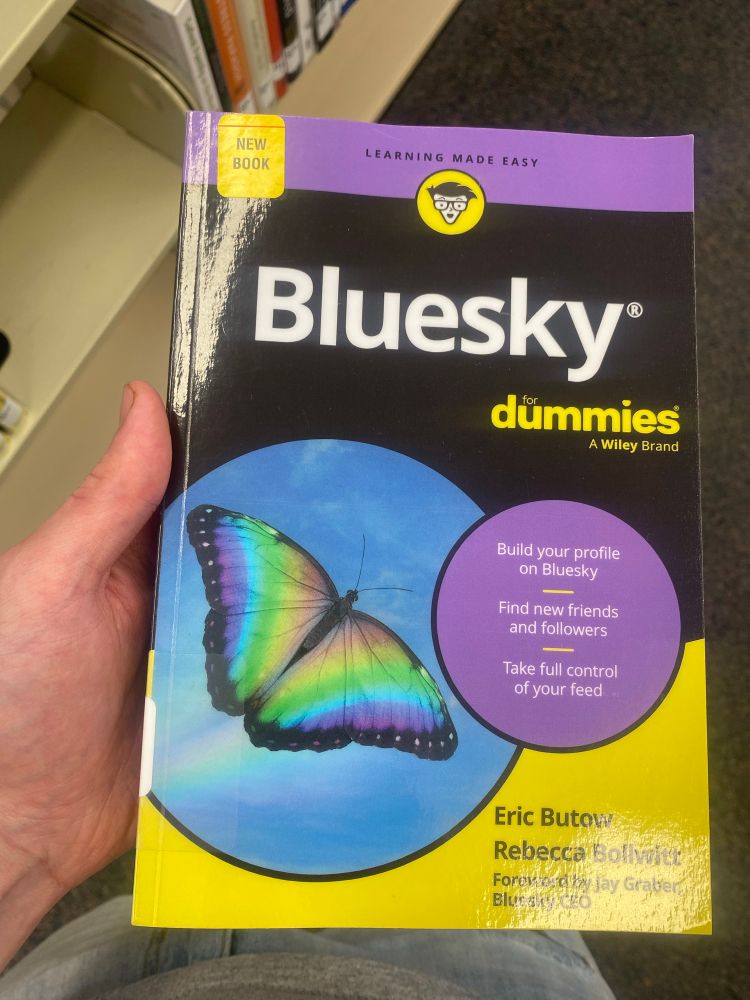 NEW
BOOK
LEARNING MADE EASY
Bluesky®
for
dummies®
A Wiley Brand
Build your profile
on Bluesky
Find new friends
and followers
Take full control
of your feed
Eric Butow
Rebecca Bollwitt
Foreword by Jay Graber,
Bluesky CEO